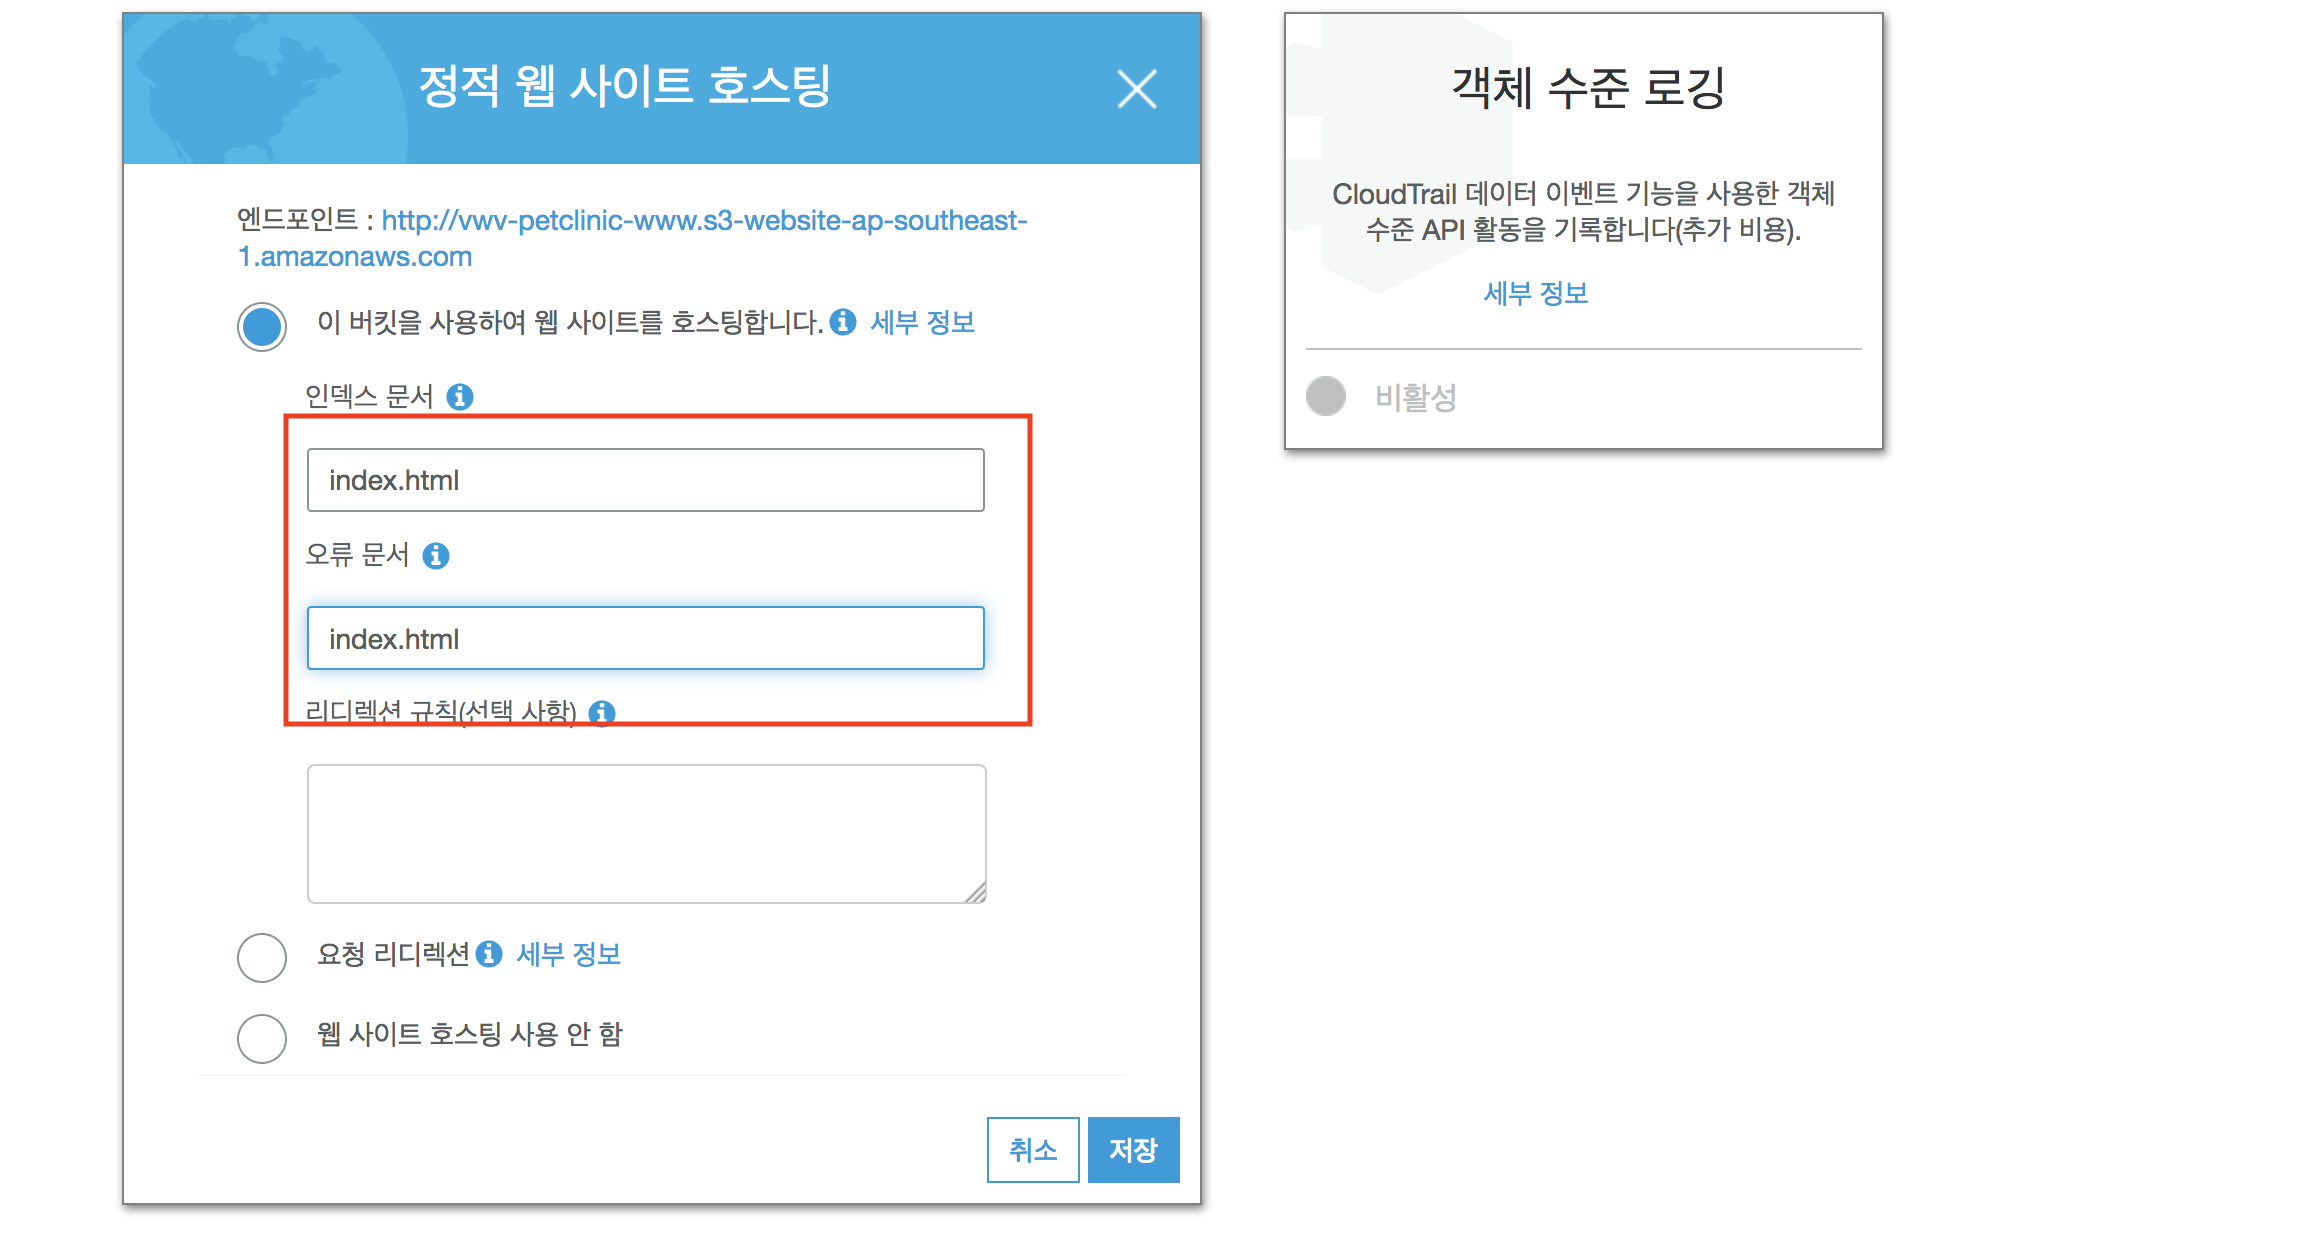 정적 웹 사이트 호스팅
엔드포인트 : http://vwv-petclinic-www.s3-website-ap-southeast-
1.amazonaws.com
이 버킷을 사용하여 웹 사이트를 호스팅합니다. 세부 정보
인덱스 문서
index.html
오류 문서
index.html
리디렉션 규칙(선택 사항)
요청 리디렉션 세부 정보
웹 사이트 호스팅 사용 안 함
취소 저장
객체 수준 로깅
CloudTrail 데이터 이벤트 기능을 사용한 객체
수준 API 활동을 기록합니다(추가 비용).
세부 정보
비활성